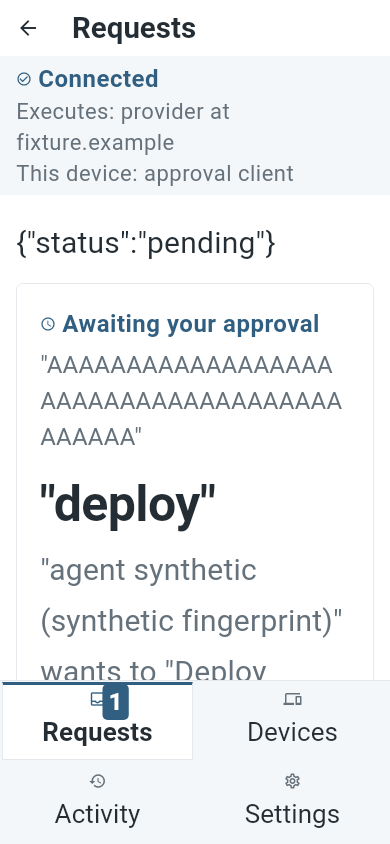 Requests
Connected
Executes: provider at
fixture.example
This device: approval client
{"status":"pending"}
Awaiting your approval
"AAAAAAAAAAAAAAAAAA
AAAAAAAAAAAAAAAAAAA
AAAAAA"
"deploy"
"agent synthetic
(synthetic fingerprint)"
wants to "Deploy
1
Requests
Devices
Activity
Settings